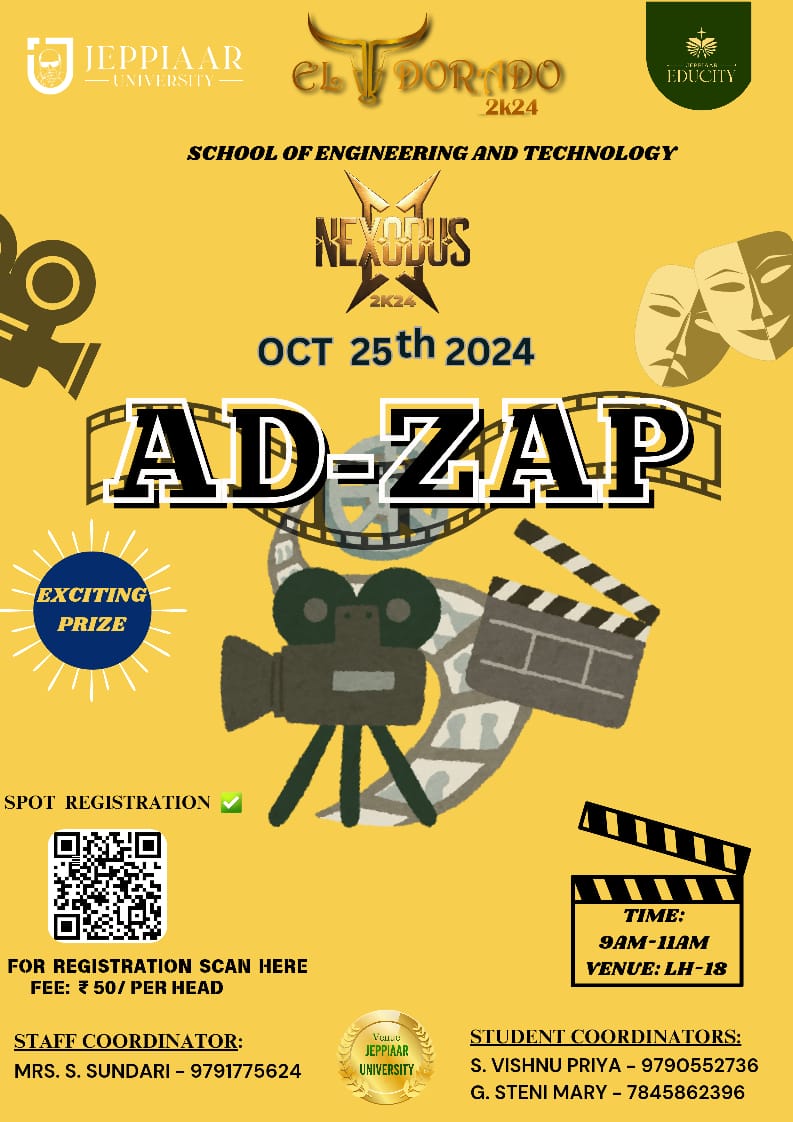 JEPPIAAR
UNIVERSITY
EL DORADO
2k24
JEPPIAAR
EDUCITY
SCHOOL OF ENGINEERING AND TECHNOLOGY
NEXODUS
2K24
OCT 25th 2024
AD-ZAP
EXCITING
PRIZE
SPOT REGISTRATION ✅
FOR REGISTRATION SCAN HERE
FEE: ₹ 50/ PER HEAD
TIME:
9AM-11AM
VENUE: LH-18
STAFF COORDINATOR:
MRS. S. SUNDARI - 9791775624
Venue
JEPPIAAR
UNIVERSITY
STUDENT COORDINATORS:
S. VISHNU PRIYA - 9790552736
G. STENI MARY - 7845862396